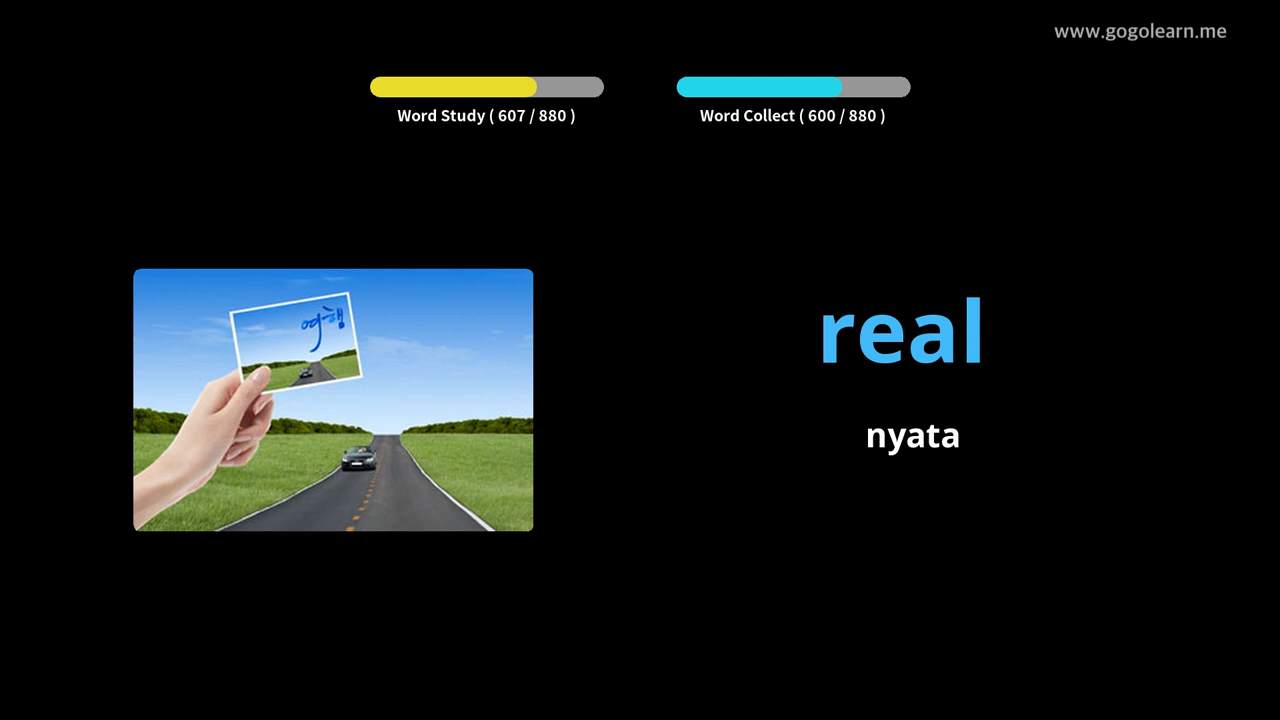 www.gogolearn.me
Word Study ( 607 / 880 )
Word Collect ( 600 / 880 )
여행
real
nyata